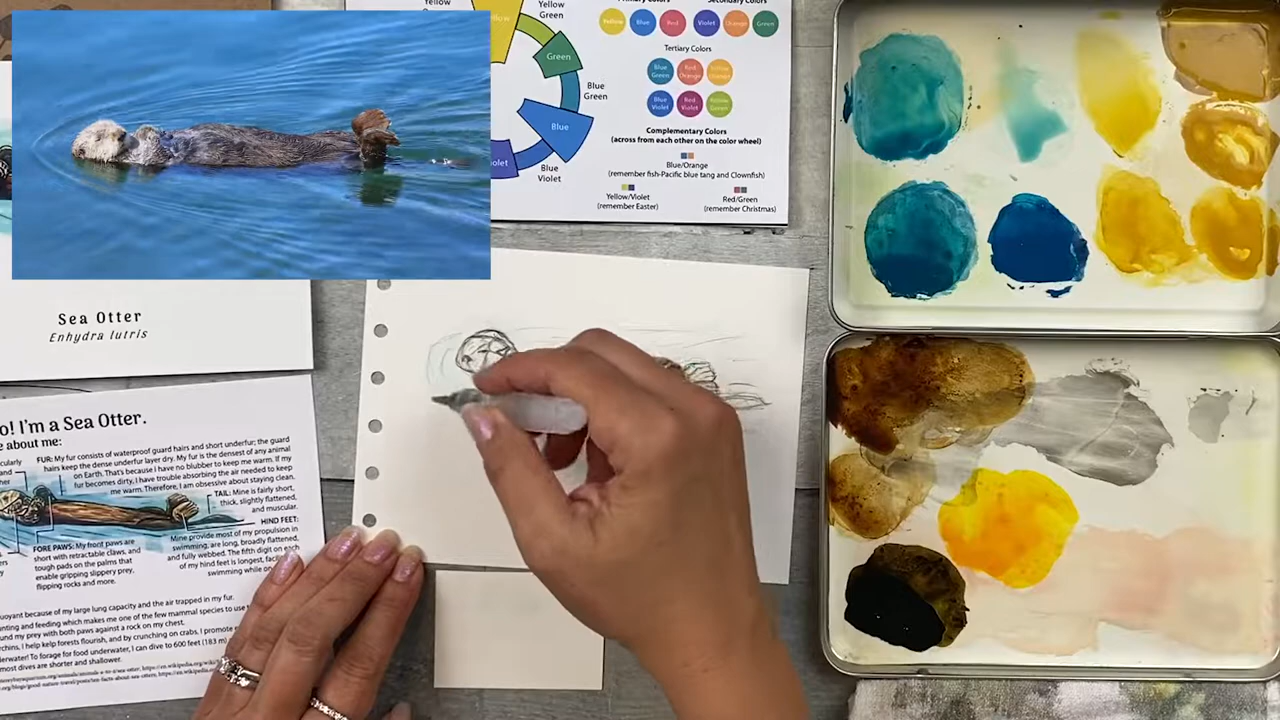 Yellow
Green
Yellow
Yellow
Green
Green
Blue
Green
Blue
Blue
Violet
Primary Colors
Secondary Colors
Yellow Blue Red Violet Orange Green
Tertiary Colors
Blue Green Red Orange Yellow Orange
Blue Violet Red Violet Yellow Green
Complementary Colors
(across from each other on the color wheel)
Blue/Orange
(remember fish-Pacific blue tang and Clownfish)
Yellow/Violet
(remember Easter)
Red/Green
(remember Christmas)
Sea Otter
Enhydra lutris
o! I'm a Sea Otter.
e about me:
FUR: My fur consists of waterproof guard hairs and short underfur; the guard
hairs keep the dense underfur layer dry. My fur is the densest of any animal
on Earth. That's because I have no blubber to keep me warm. If my
fur becomes dirty, I have trouble absorbing the air needed to keep
me warm. Therefore, I am obsessive about staying clean.
TAIL: Mine is fairly short,
thick, slightly flattened,
and muscular.
HIND FEET:
Mine provide most of my propulsion in
swimming, are long, broadly flattened,
and fully webbed. The fifth digit on each
of my hind feet is longest,
swimming while on
FORE PAWS: My front paws are
short with retractable claws, and
tough pads on the palms that
enable gripping slippery prey,
flipping rocks and more.
uoyant because of my large lung capacity and the air trapped in my fur.
unting and feeding which makes me one of the few mammal species to use
ound my prey with both paws against a rock on my chest.
rchins, I help kelp forests flourish, and by crunching on crabs, I promote
derwater! To forage for food underwater, I can dive to 600 feet (183 m)
most dives are shorter and shallower.